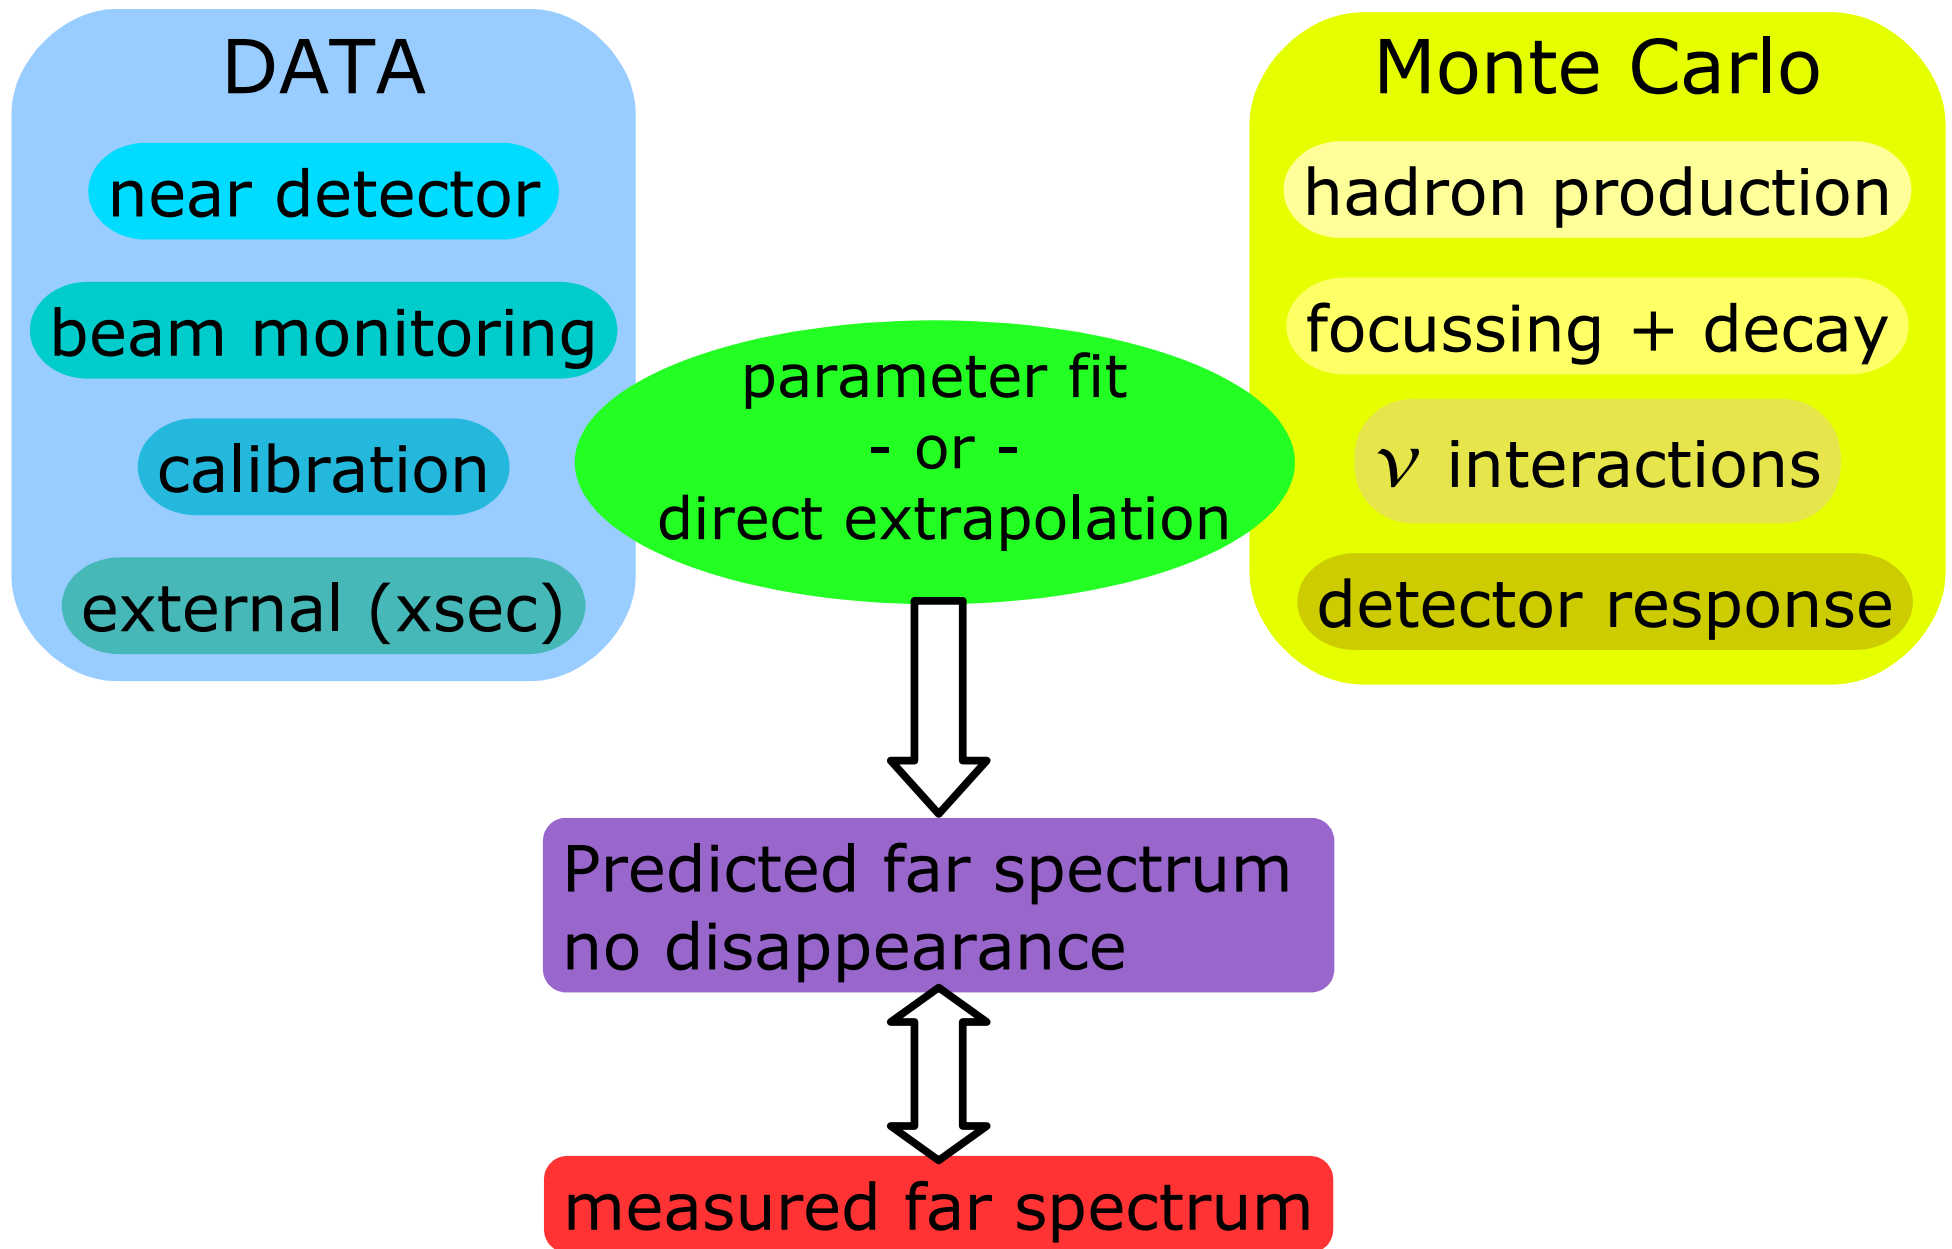 DATA
near detector
beam monitoring
calibration
external (xsec)
parameter fit
- or -
direct extrapolation
Monte Carlo
hadron production
focussing + decay
ν interactions
detector response
Predicted far spectrum
no disappearance
measured far spectrum